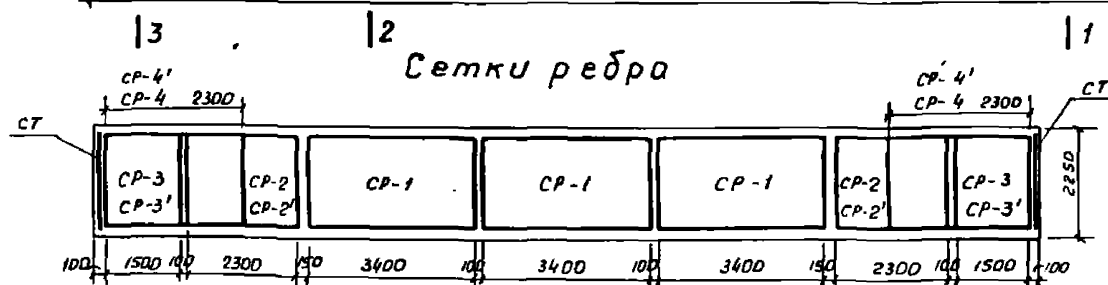 3 2 1
Сетки ребра
СР-4' СР-4'
СР-4 2300 СР-4 2300
СТ СТ
СР-3 СР-2 СР-1 СР-1 СР-1 СР-2 СР-3
СР-3' СР-2' СР-2' СР-3'
2250
100 1500 100 2300 150 3400 100 3400 100 3400 150 2300 100 1500 100